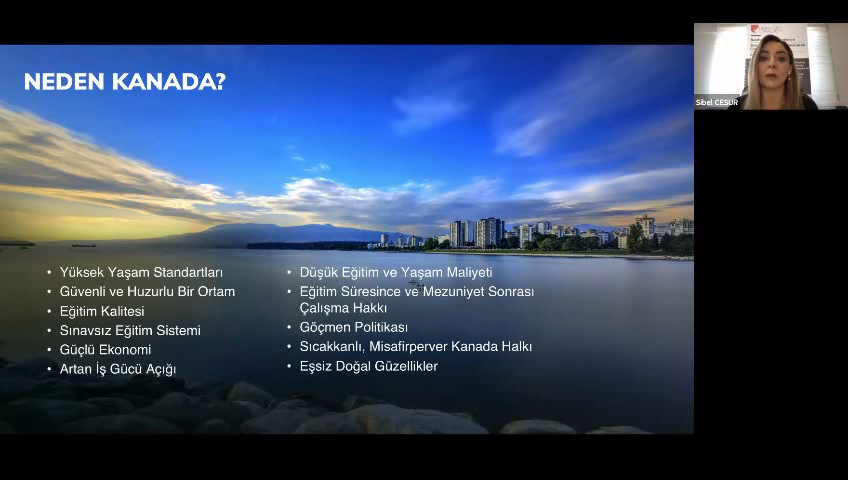 NEDEN KANADA?
• Yüksek Yaşam Standartları
• Güvenli ve Huzurlu Bir Ortam
• Eğitim Kalitesi
• Sınavsız Eğitim Sistemi
• Güçlü Ekonomi
• Artan İş Gücü Açığı
• Düşük Eğitim ve Yaşam Maliyeti
• Eğitim Süresince ve Mezuniyet Sonrası
Çalışma Hakkı
• Göçmen Politikası
• Sıcakkanlı, Misafirperver Kanada Halkı
• Eşsiz Doğal Güzellikler
Sibel CESUR